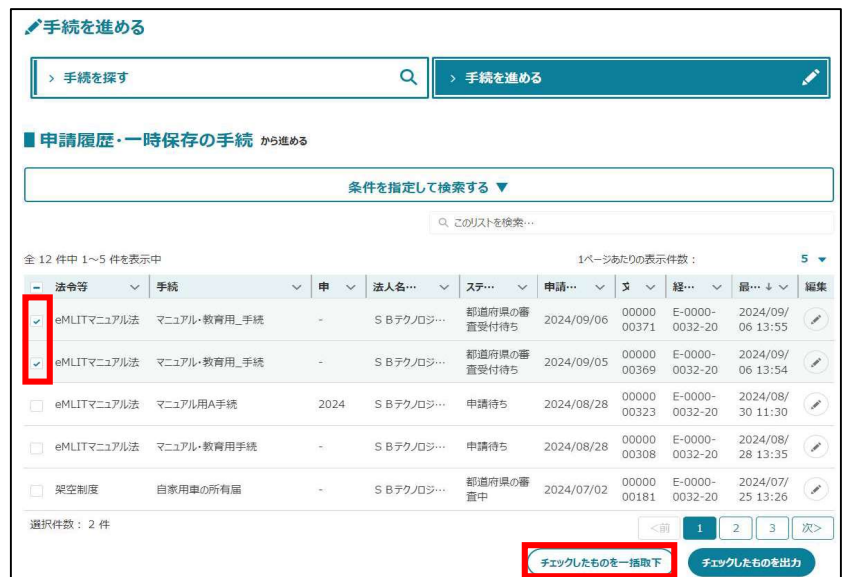 手続を進める
> 手続を探す
> 手続を進める
申請履歴・一時保存の手続 から進める
条件を指定して検索する ▼
このリストを検索…
全 12 件中 1～5 件を表示中 1ページあたりの表示件数： 5
法令等 手続 申 法人名… ステ… 申請… 文 経… 最… ↓ 編集
eMLITマニュアル法 マニュアル・教育用_手続 - ＳＢテクノロジ… 都道府県の審査受付待ち 2024/09/06 0000000371 E-0000-0032-20 2024/09/06 13:55
eMLITマニュアル法 マニュアル・教育用_手続 - ＳＢテクノロジ… 都道府県の審査受付待ち 2024/09/05 0000000369 E-0000-0032-20 2024/09/06 13:54
eMLITマニュアル法 マニュアル用A手続 2024 ＳＢテクノロジ… 申請待ち 2024/08/28 0000000323 E-0000-0032-20 2024/08/30 11:30
eMLITマニュアル法 マニュアル・教育用手続 - ＳＢテクノロジ… 申請待ち 2024/08/28 0000000308 E-0000-0032-20 2024/08/28 13:35
架空制度 自家用車の所有届 - ＳＢテクノロジ… 都道府県の審査中 2024/07/02 0000000181 E-0000-0032-20 2024/07/25 13:26
選択件数： 2 件 <前 1 2 3 次>
チェックしたものを一括取下 チェックしたものを出力